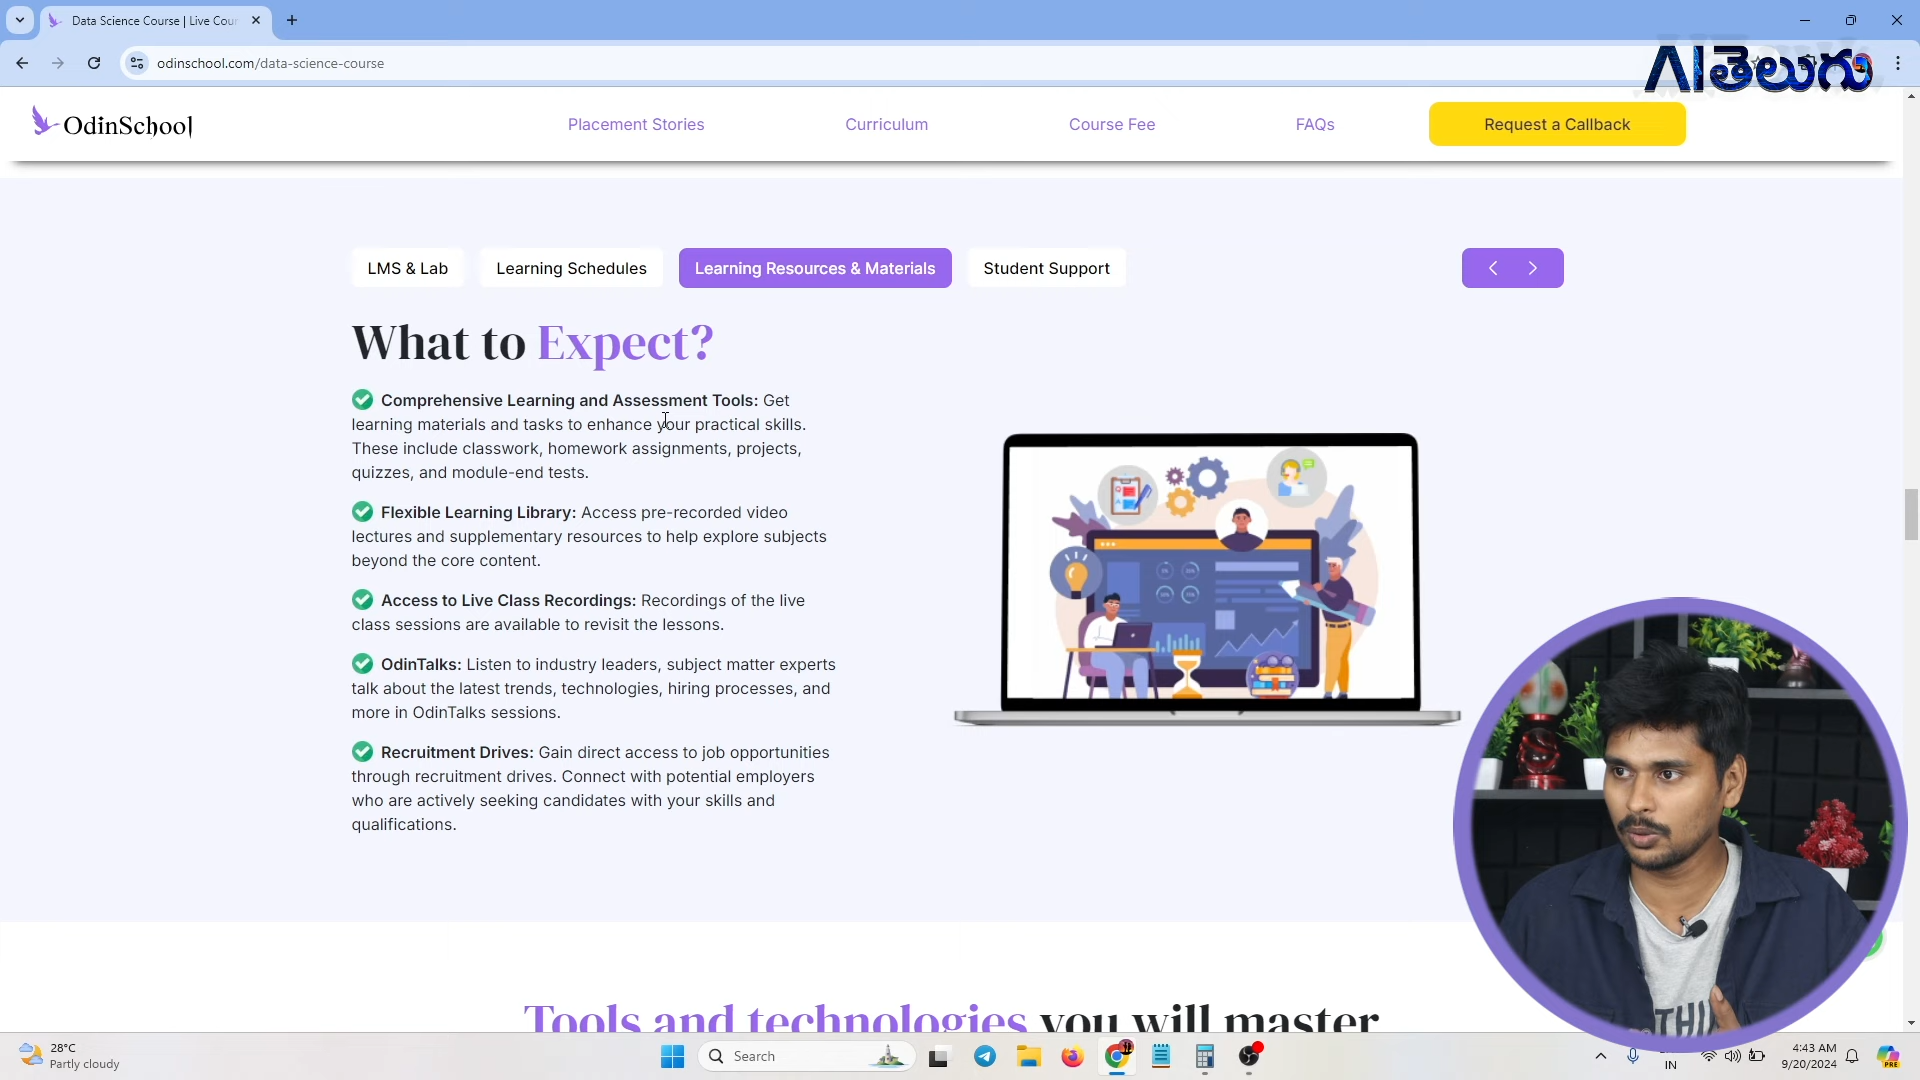 Data Science Course | Live Cour
odinschool.com/data-science-course
AIతెలుగు
OdinSchool
Placement Stories
Curriculum
Course Fee
FAQs
Request a Callback
LMS & Lab
Learning Schedules
Learning Resources & Materials
Student Support
What to Expect?
Comprehensive Learning and Assessment Tools: Get
learning materials and tasks to enhance your practical skills.
These include classwork, homework assignments, projects,
quizzes, and module-end tests.
Flexible Learning Library: Access pre-recorded video
lectures and supplementary resources to help explore subjects
beyond the core content.
Access to Live Class Recordings: Recordings of the live
class sessions are available to revisit the lessons.
OdinTalks: Listen to industry leaders, subject matter experts
talk about the latest trends, technologies, hiring processes, and
more in OdinTalks sessions.
Recruitment Drives: Gain direct access to job opportunities
through recruitment drives. Connect with potential employers
who are actively seeking candidates with your skills and
qualifications.
Tools and technologies you will master
28°C
Partly cloudy
Search
IN
4:43 AM
9/20/2024
PRE